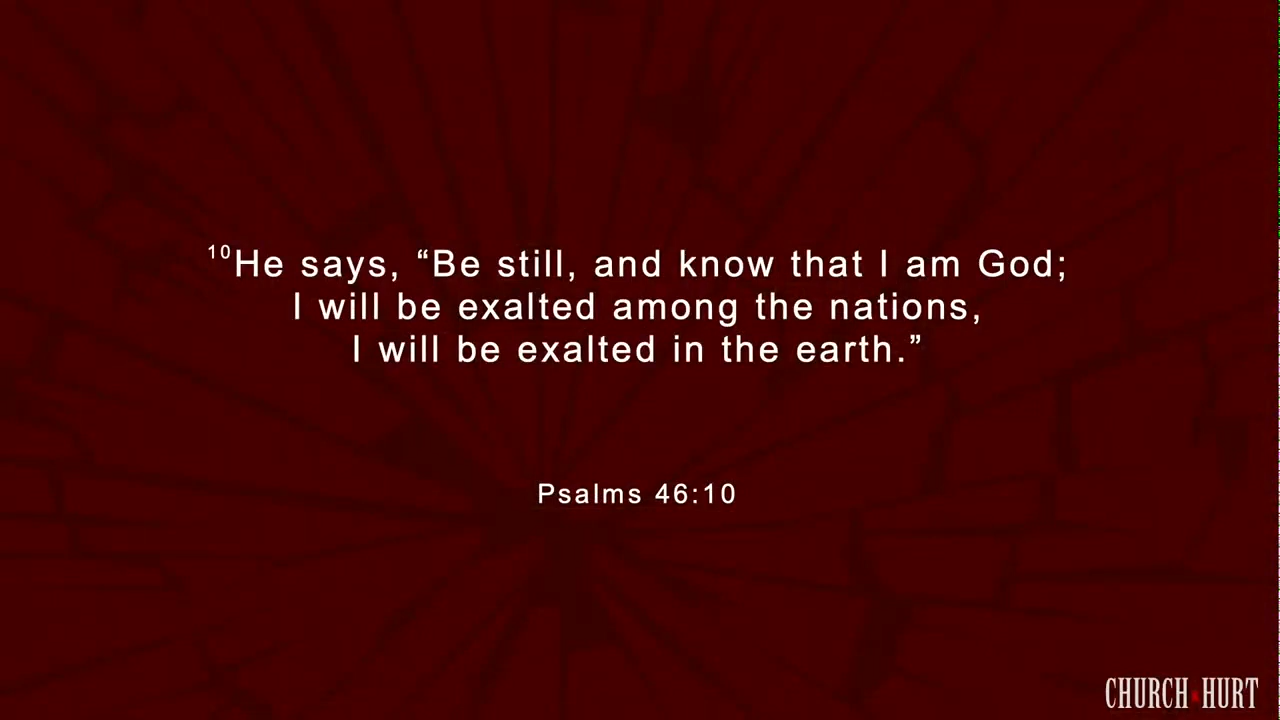 10He says, “Be still, and know that I am God;
I will be exalted among the nations,
I will be exalted in the earth.”
Psalms 46:10
CHURCH HURT